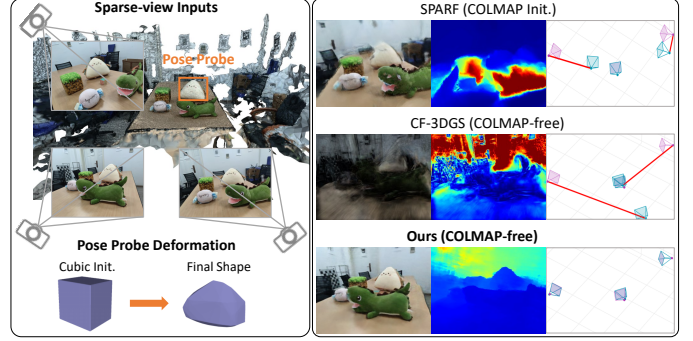 Sparse-view Inputs
Pose Probe
Pose Probe Deformation
Cubic Init.
Final Shape
SPARF (COLMAP Init.)
CF-3DGS (COLMAP-free)
Ours (COLMAP-free)